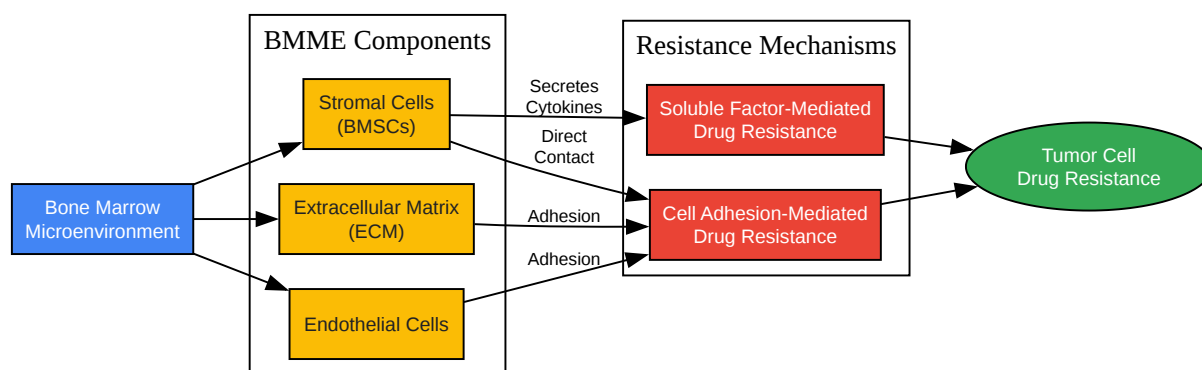 BMME Components
Resistance Mechanisms
Bone Marrow
Microenvironment
Stromal Cells
(BMSCs)
Extracellular Matrix
(ECM)
Endothelial Cells
Secretes
Cytokines
Direct
Contact
Adhesion
Adhesion
Soluble Factor-Mediated
Drug Resistance
Cell Adhesion-Mediated
Drug Resistance
Tumor Cell
Drug Resistance